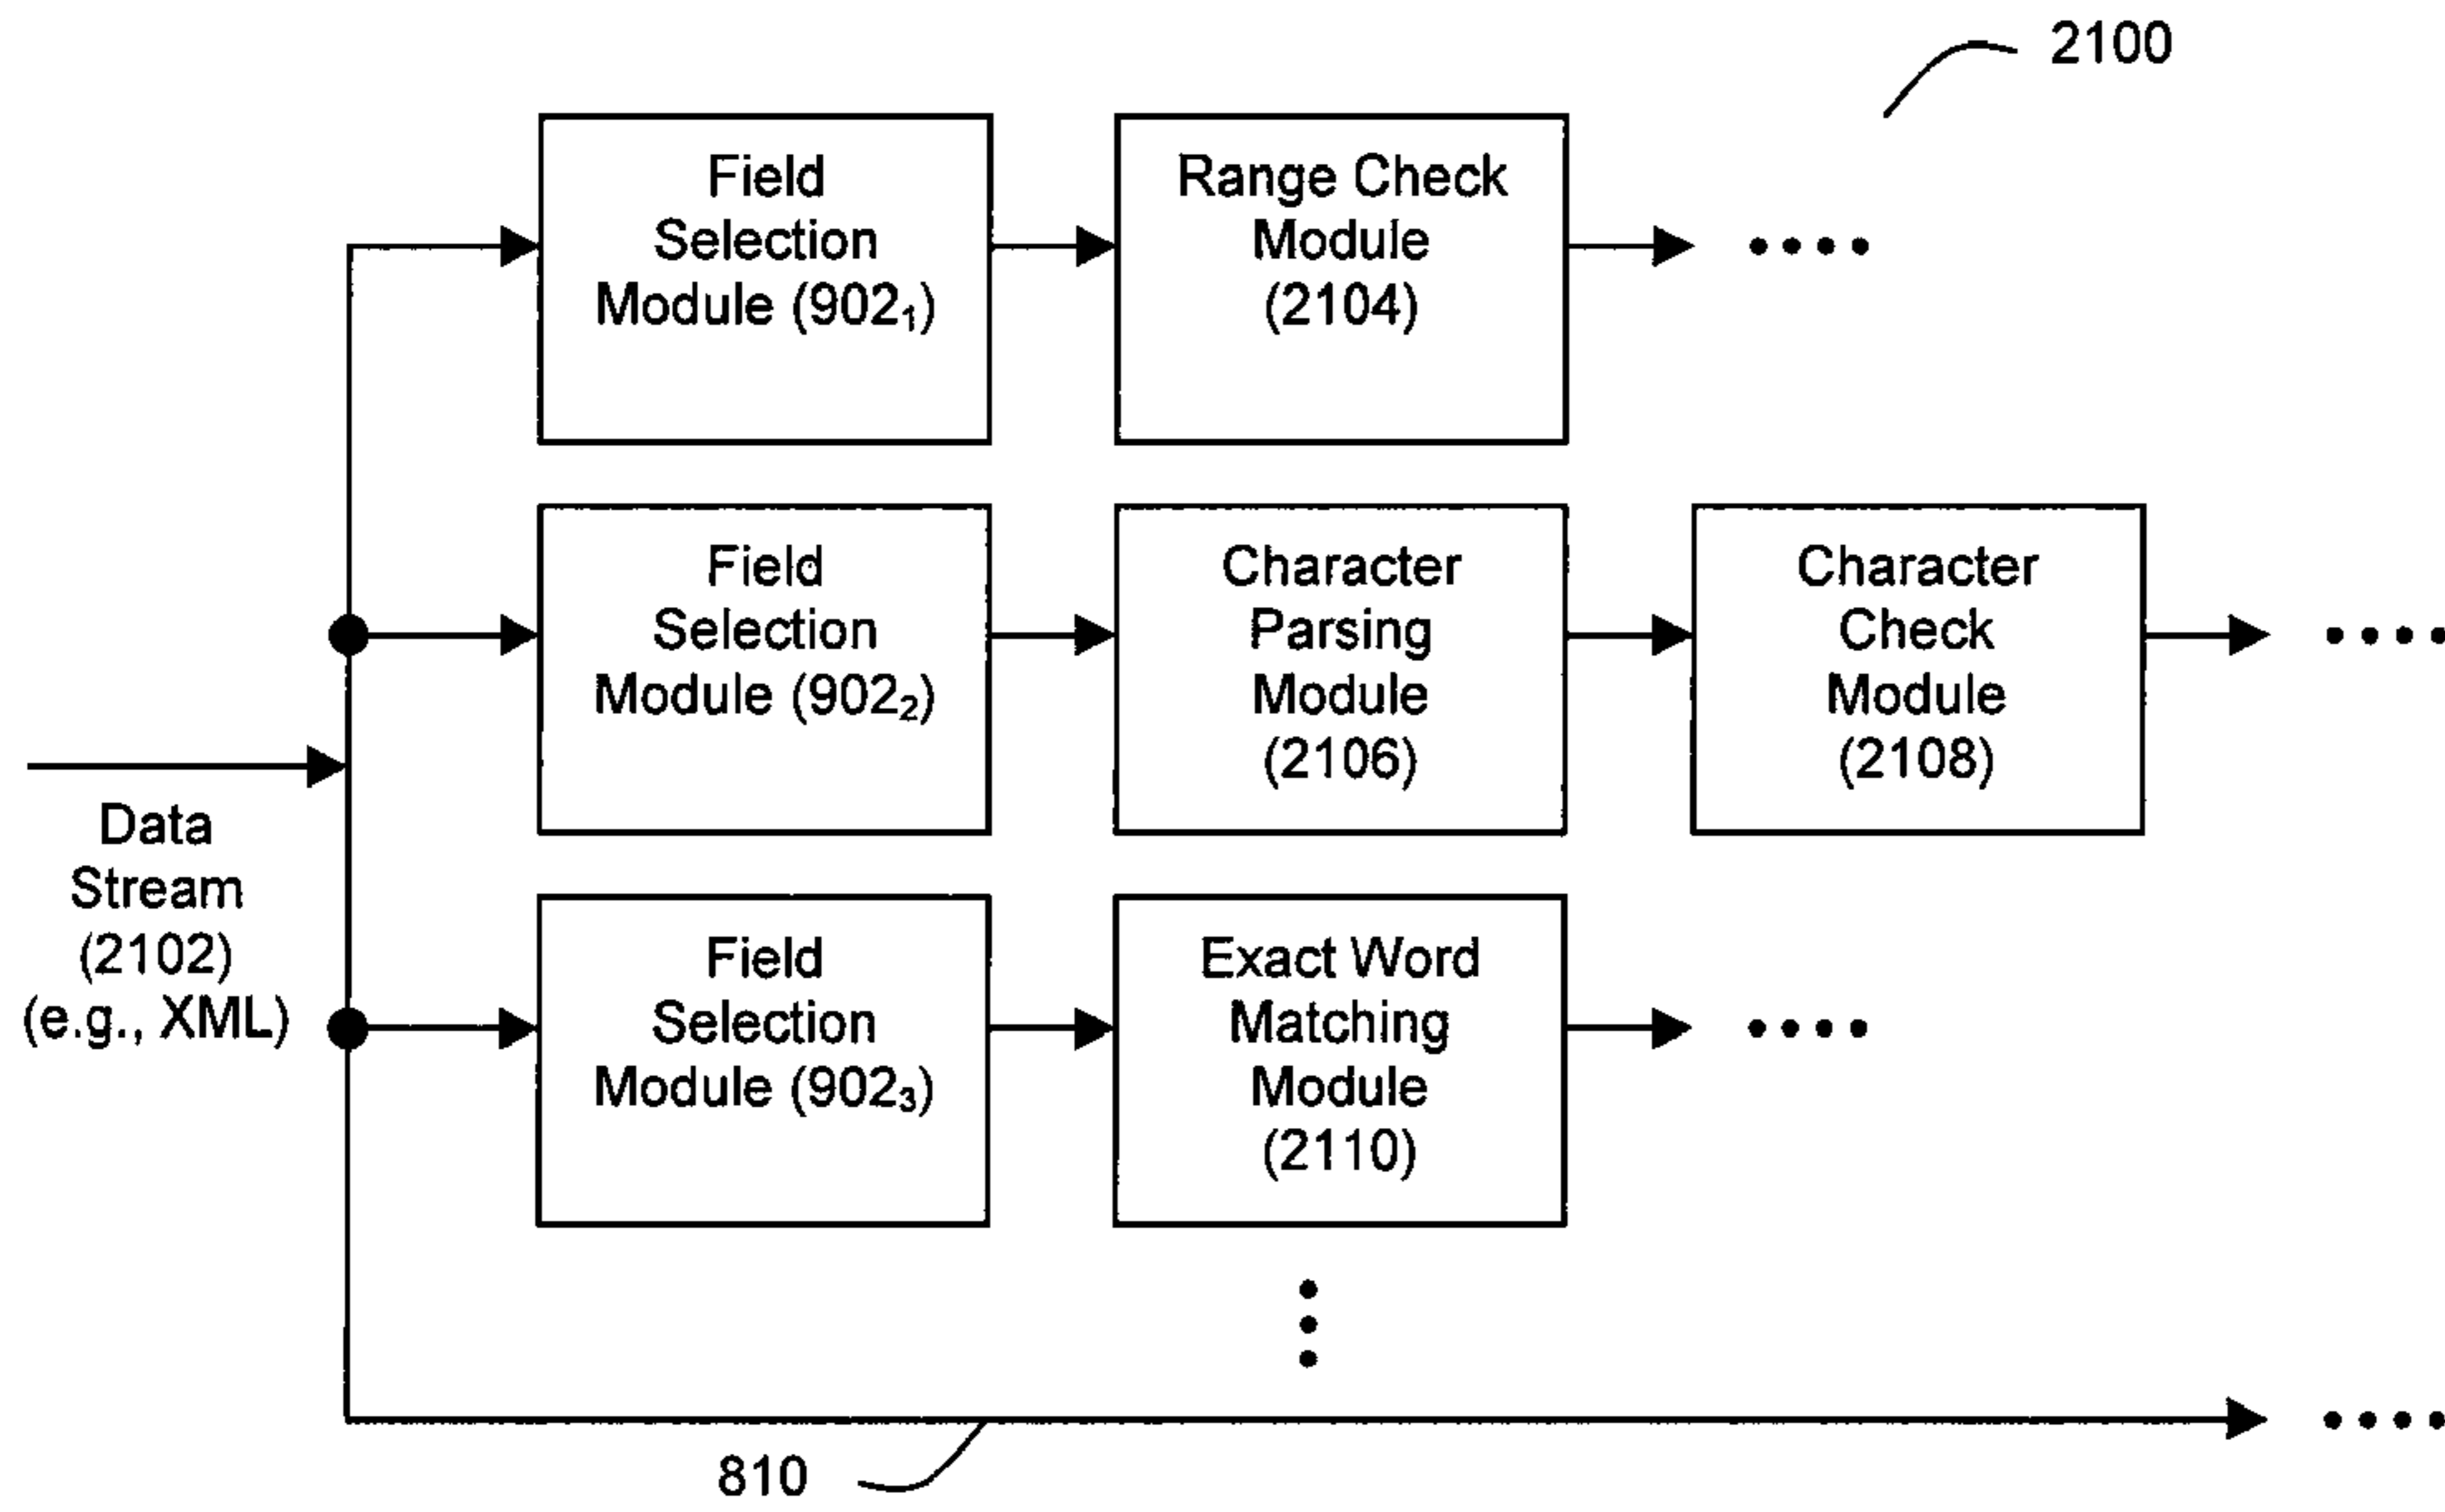 2100
Field
Selection
Module (902₁)
Range Check
Module
(2104)
Field
Selection
Module (902₂)
Character
Parsing
Module
(2106)
Character
Check
Module
(2108)
Data
Stream
(2102)
(e.g., XML)
Field
Selection
Module (902₃)
Exact Word
Matching
Module
(2110)
810